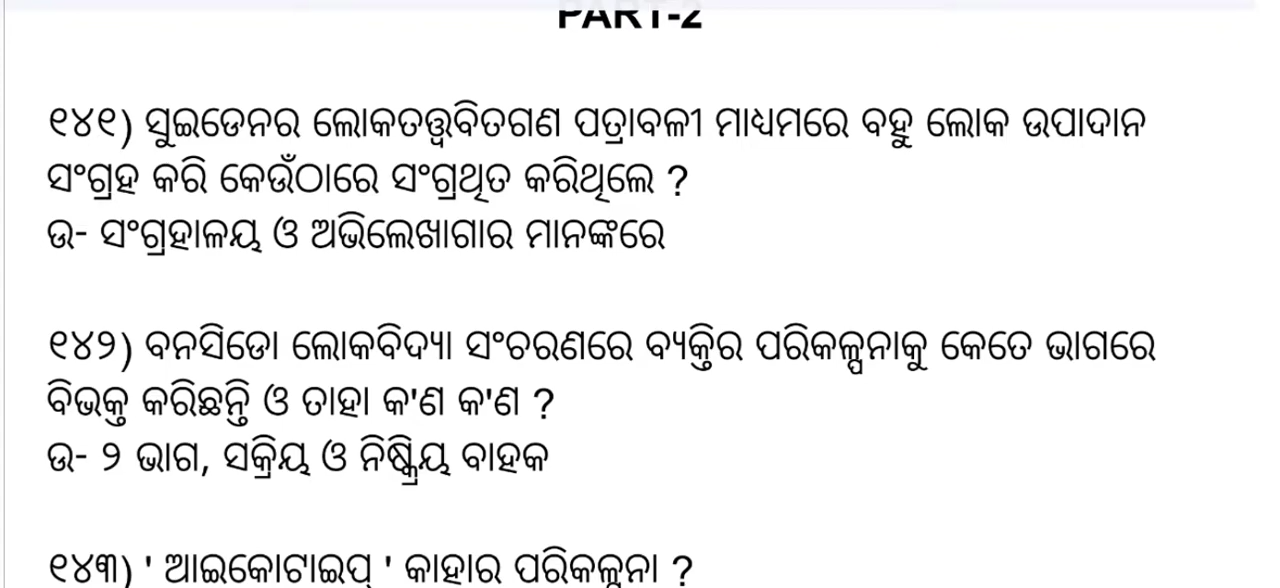 PART-2
୧୪୧) ସୁଇଡେନର ଲୋକତତ୍ତ୍ୱବିତଗଣ ପତ୍ରାବଳୀ ମାଧ୍ୟମରେ ବହୁ ଲୋକ ଉପାଦାନ
ସଂଗ୍ରହ କରି କେଉଁଠାରେ ସଂଗ୍ରଥିତ କରିଥିଲେ ?
ଉ- ସଂଗ୍ରହାଳୟ ଓ ଅଭିଲେଖାଗାର ମାନଙ୍କରେ
୧୪୨) ବନସିଡୋ ଲୋକବିଦ୍ୟା ସଂଚରଣରେ ବ୍ୟକ୍ତିର ପରିକଳ୍ପନାକୁ କେତେ ଭାଗରେ
ବିଭକ୍ତ କରିଛନ୍ତି ଓ ତାହା କ'ଣ କ'ଣ ?
ଉ- ୨ ଭାଗ, ସକ୍ରିୟ ଓ ନିଷ୍କ୍ରିୟ ବାହକ
୧୪୩) ' ଆଇକୋଟାଇପ୍ ' କାହାର ପରିକଳ୍ପନା ?